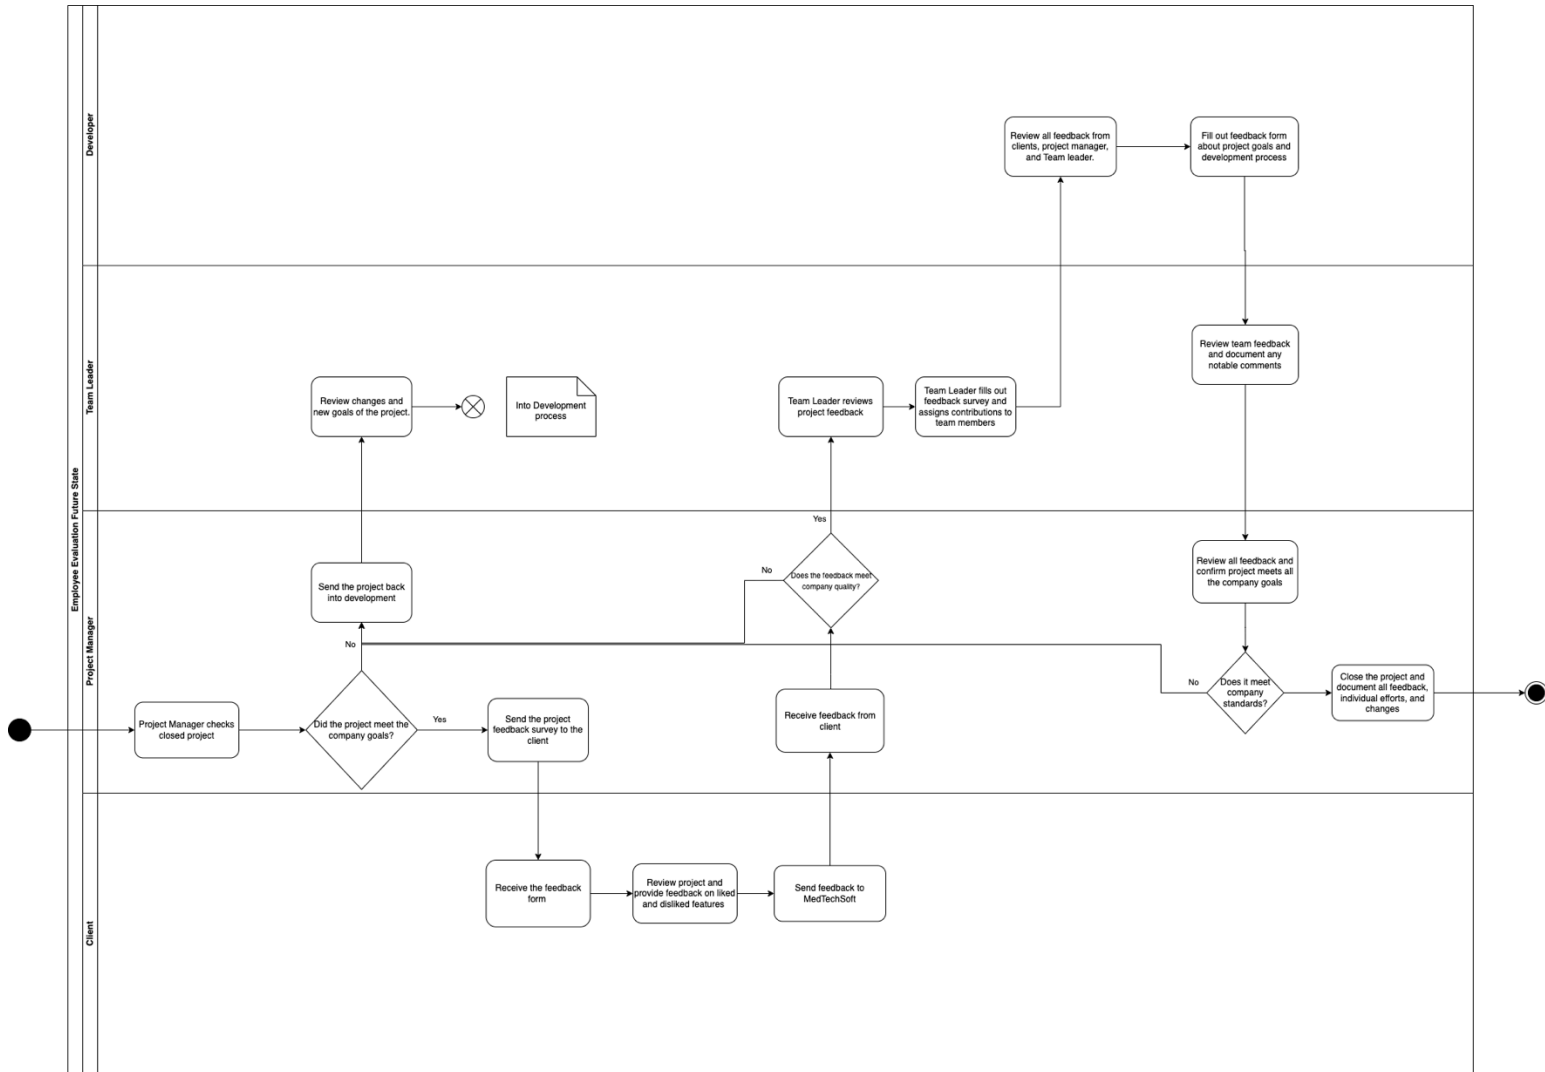 Employee Evaluation Future State
Developer
Review all feedback from
clients, project manager,
and Team leader.
Fill out feedback form
about project goals and
development process
Team Leader
Review changes and
new goals of the project.
Into Development
process
Team Leader reviews
project feedback
Team Leader fills out
feedback survey and
assigns contributions to
team members
Review team feedback
and document any
notable comments
Project Manager
Project Manager checks
closed project
Did the project meet the
company goals?
No
Send the project back
into development
Yes
Send the project
feedback survey to the
client
Receive feedback from
client
Does the feedback meet
company quality?
No
Yes
Review all feedback and
confirm project meets all
the company goals
Does it meet
company
standards?
No
Close the project and
document all feedback,
individual efforts, and
changes
Client
Receive the feedback
form
Review project and
provide feedback on liked
and disliked features
Send feedback to
MedTechSoft